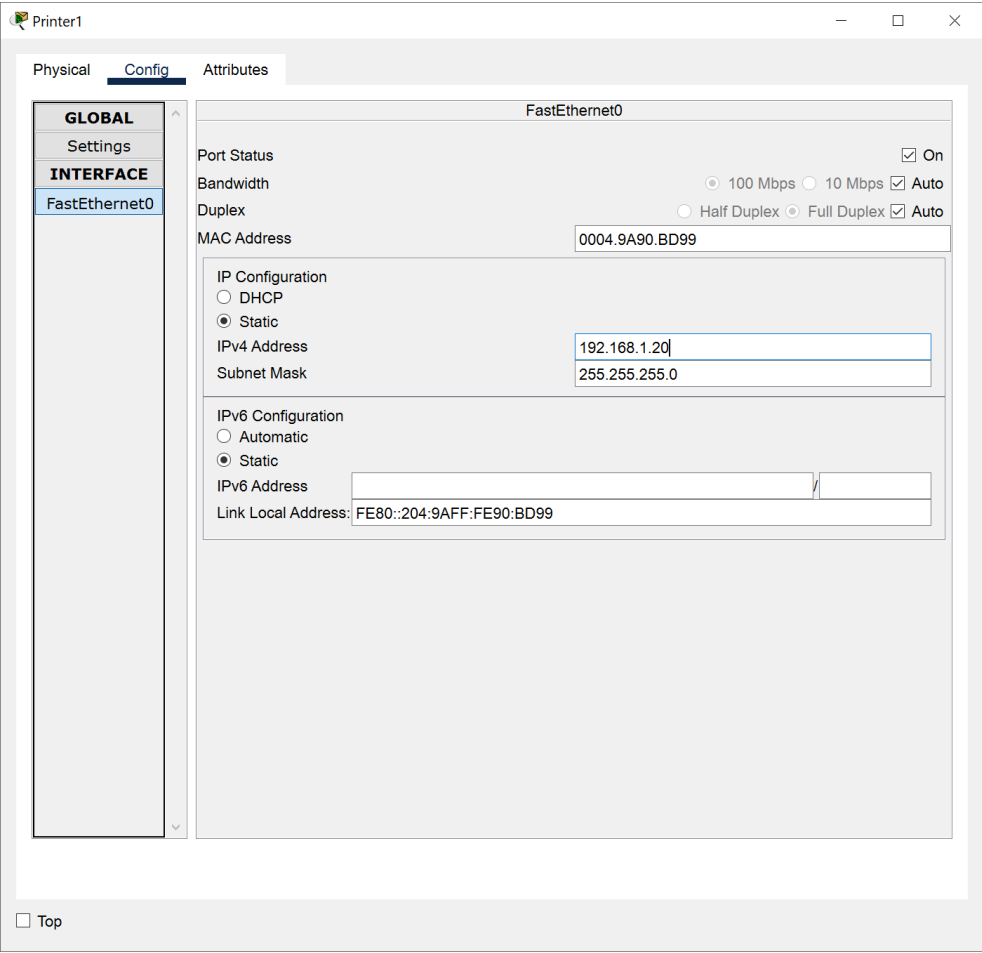 Printer1
Physical Config Attributes
GLOBAL
Settings
INTERFACE
FastEthernet0
FastEthernet0
Port Status On
Bandwidth 100 Mbps 10 Mbps Auto
Duplex Half Duplex Full Duplex Auto
MAC Address 0004.9A90.BD99
IP Configuration
DHCP
Static
IPv4 Address 192.168.1.20
Subnet Mask 255.255.255.0
IPv6 Configuration
Automatic
Static
IPv6 Address /
Link Local Address: FE80::204:9AFF:FE90:BD99
Top